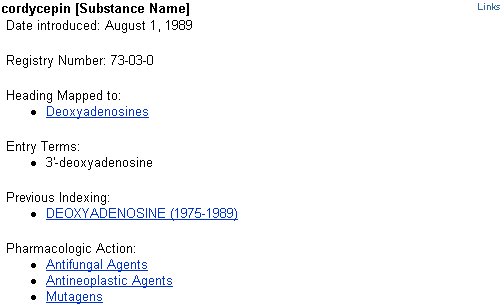 cordycepin [Substance Name]
Links
Date introduced: August 1, 1989
Registry Number: 73-03-0
Heading Mapped to:
• Deoxyadenosines
Entry Terms:
• 3'-deoxyadenosine
Previous Indexing:
• DEOXYADENOSINE (1975-1989)
Pharmacologic Action:
• Antifungal Agents
• Antineoplastic Agents
• Mutagens